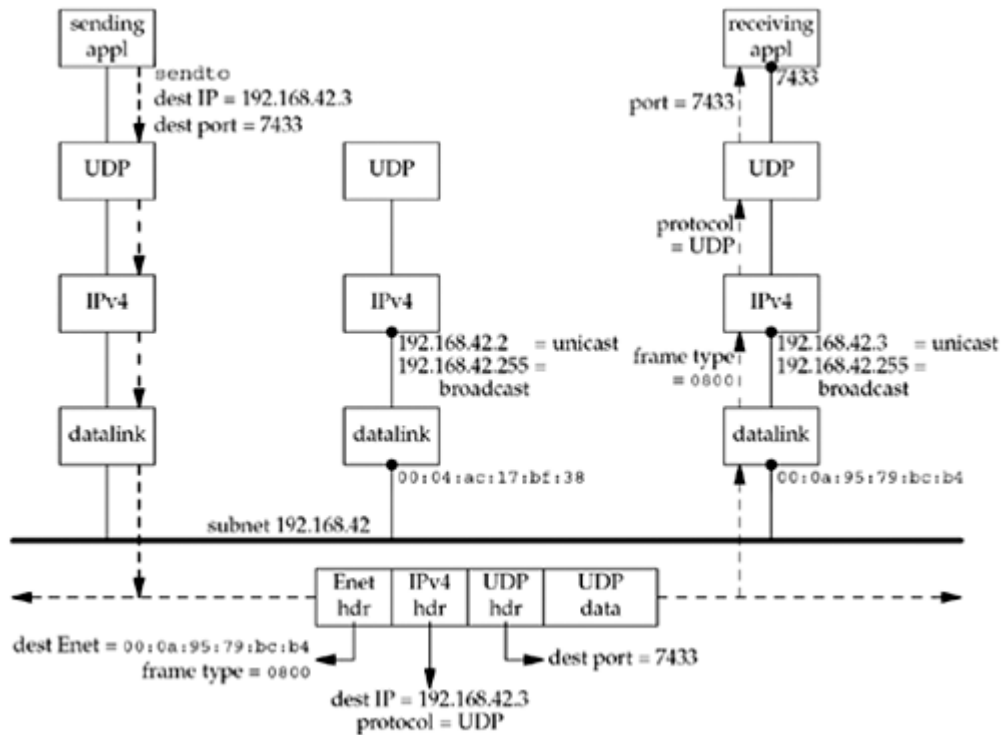 sending
appl
receiving
appl
sendto
dest IP = 192.168.42.3
dest port = 7433
7433
port = 7433
UDP
UDP
UDP
protocol
= UDP
IPv4
IPv4
IPv4
192.168.42.2 = unicast
192.168.42.255 =
broadcast
frame type
= 0800
192.168.42.3 = unicast
192.168.42.255 =
broadcast
datalink
datalink
datalink
00:04:ac:17:bf:38
00:0a:95:79:bc:b4
subnet 192.168.42
Enet
hdr
IPv4
hdr
UDP
hdr
UDP
data
dest Enet = 00:0a:95:79:bc:b4
frame type = 0800
dest port = 7433
dest IP = 192.168.42.3
protocol = UDP